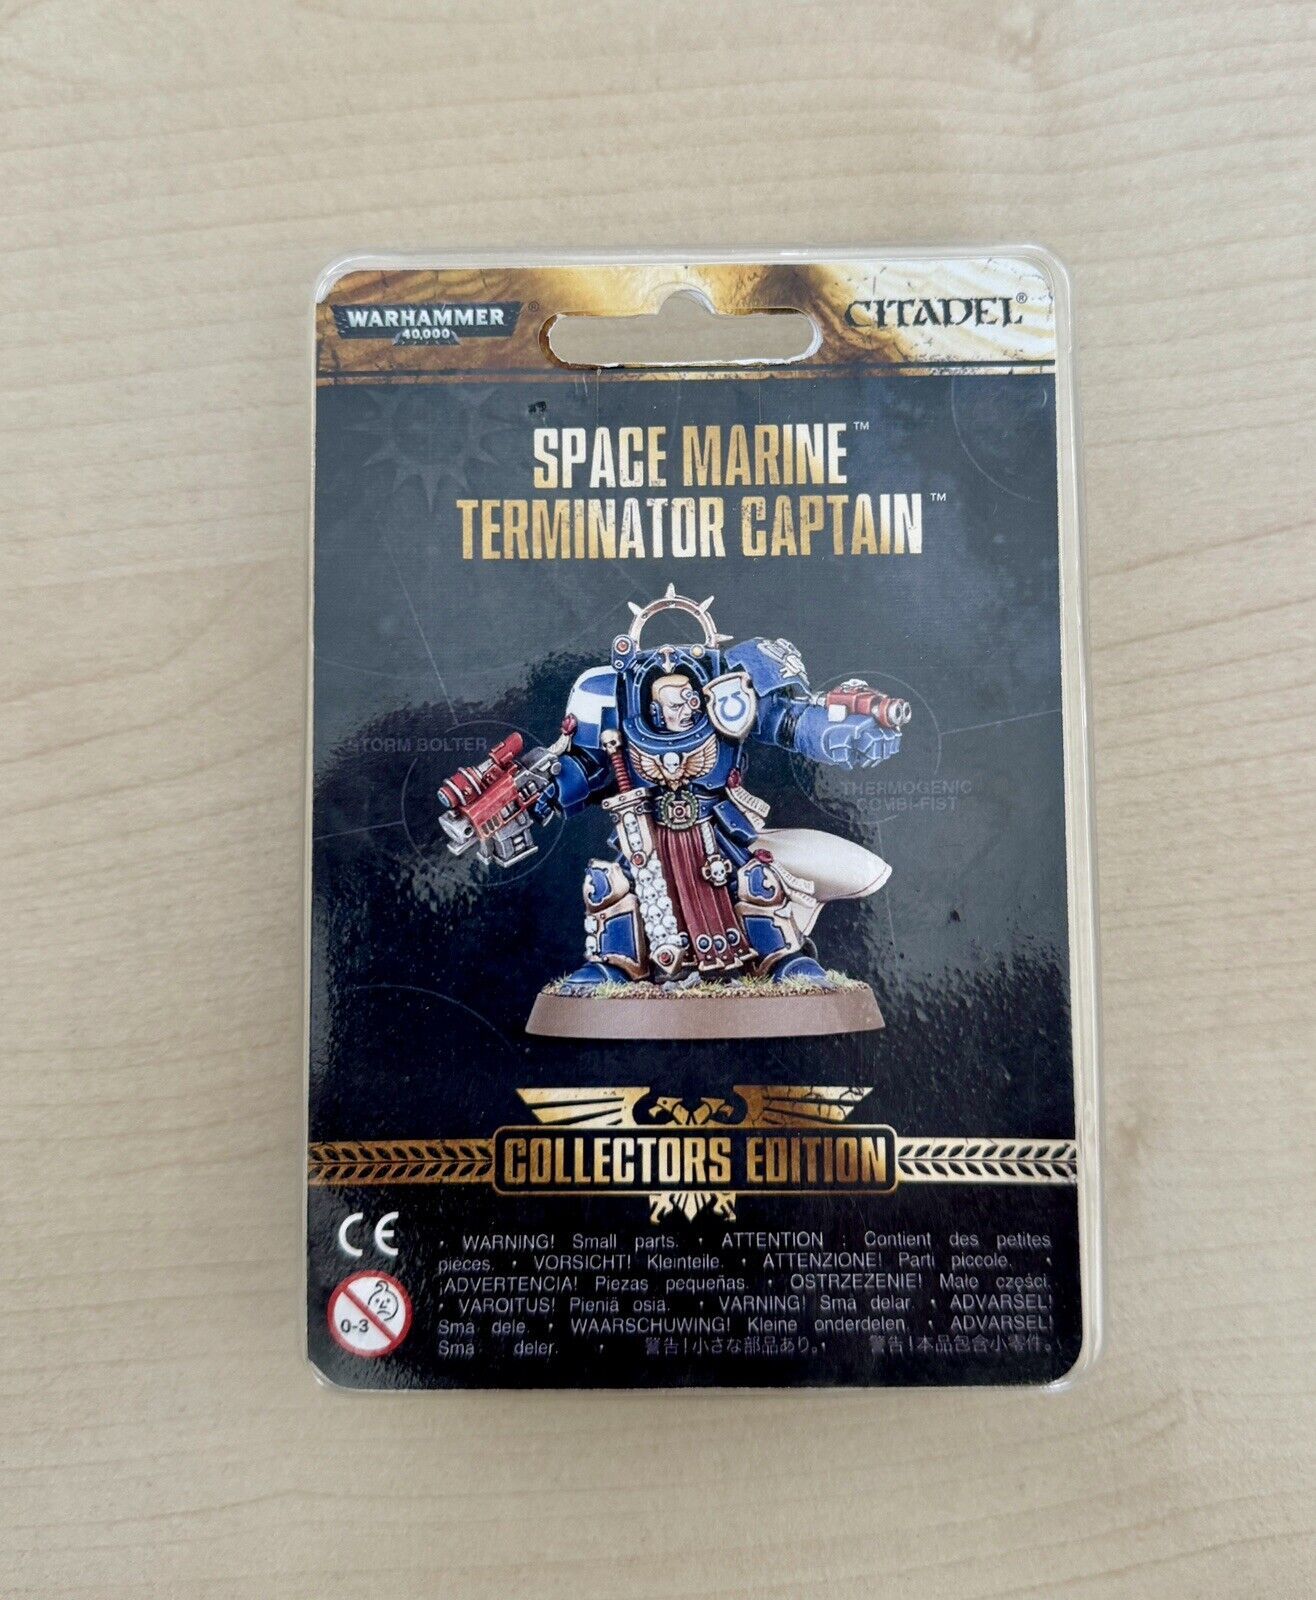 WARHAMMER®
40,000
CITADEL®
SPACE MARINE™
TERMINATOR CAPTAIN™
STORM BOLTER
THERMOGENIC
COMBI-FIST
COLLECTORS EDITION
CE
0-3
• WARNING! Small parts. • ATTENTION : Contient des petites
pièces. • VORSICHT! Kleinteile. • ATTENZIONE! Parti piccole. •
¡ADVERTENCIA! Piezas pequeñas. • OSTRZEZENIE! Małe części.
• VAROITUS! Pieniä osia. • VARNING! Små delar. • ADVARSEL!
Små dele. • WAARSCHUWING! Kleine onderdelen. • ADVARSEL!
Små deler. • 警告!小さな部品あり。• 警告!本品包含小零件。